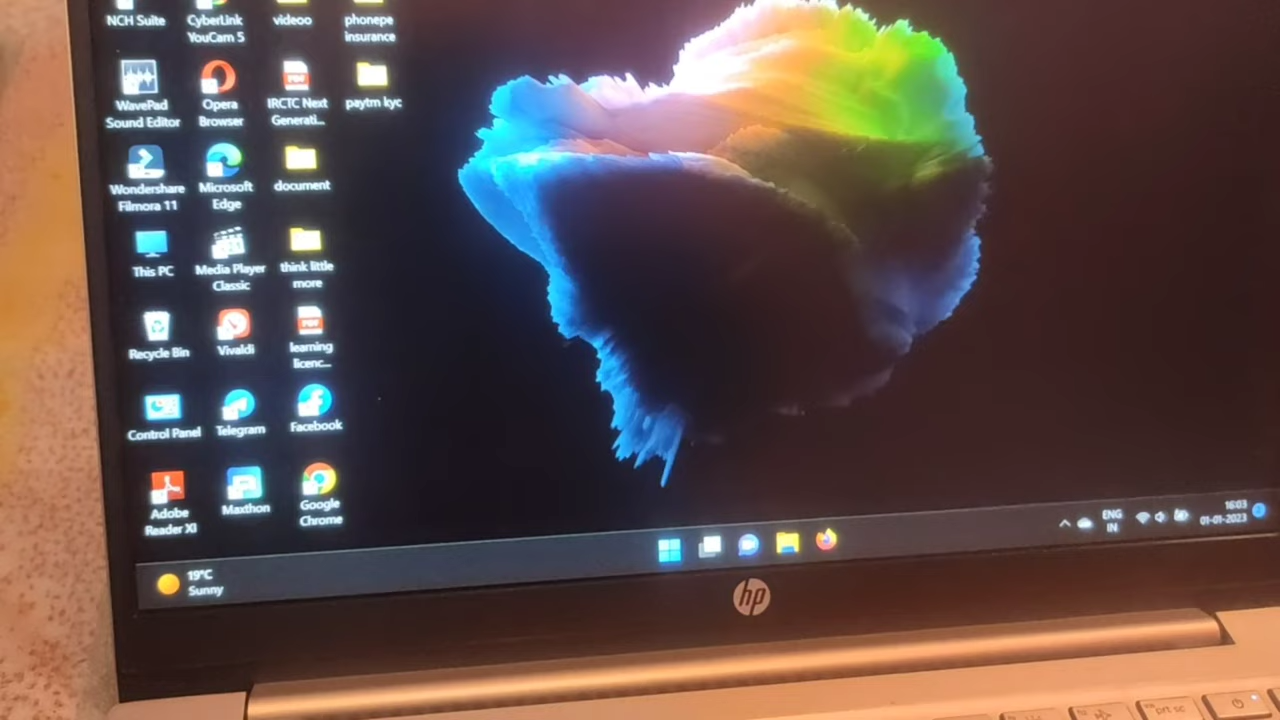 NCH Suite
CyberLink
YouCam 5
videoo
phonepe
insurance
WavePad
Sound Editor
Opera
Browser
IRCTC Next
Generati...
paytm kyc
Wondershare
Filmora 11
Microsoft
Edge
document
This PC
Media Player
Classic
think little
more
Recycle Bin
Vivaldi
learning
licenc...
Control Panel
Telegram
Facebook
Adobe
Reader XI
Maxthon
Google
Chrome
19°C
Sunny
ENG
IN
16:03
01-01-2023
hp
prt sc